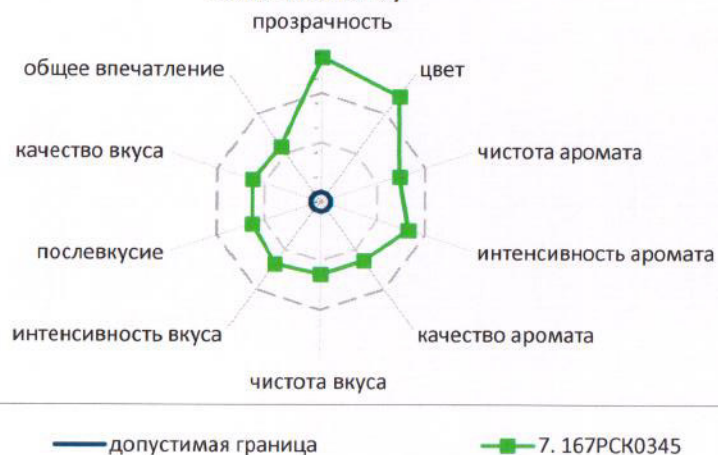 прозрачность
общее впечатление
цвет
качество вкуса
чистота аромата
послевкусие
интенсивность аромата
интенсивность вкуса
качество аромата
чистота вкуса
допустимая граница
7. 167РСК0345